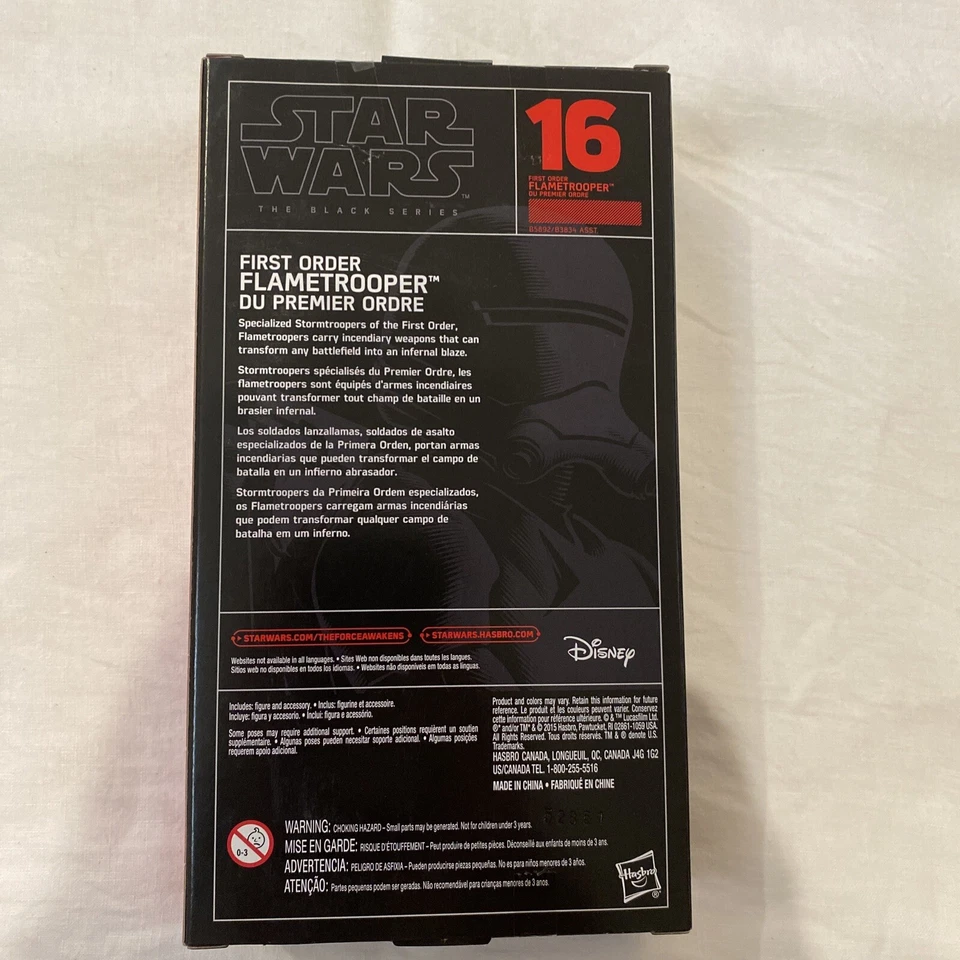 STAR
WARS™
THE BLACK SERIES
16
FIRST ORDER
FLAMETROOPER™
DU PREMIER ORDRE
B5892/B3834 ASST.
FIRST ORDER
FLAMETROOPER™
DU PREMIER ORDRE
Specialized Stormtroopers of the First Order,
Flametroopers carry incendiary weapons that can
transform any battlefield into an infernal blaze.
Stormtroopers spécialisés du Premier Ordre, les
flametroopers sont équipés d'armes incendiaires
pouvant transformer tout champ de bataille en un
brasier infernal.
Los soldados lanzallamas, soldados de asalto
especializados de la Primera Orden, portan armas
incendiarias que pueden transformar el campo de
batalla en un infierno abrasador.
Stormtroopers da Primeira Ordem especializados,
os Flametroopers carregam armas incendiárias
que podem transformar qualquer campo de
batalha em um inferno.
STARWARS.COM/THEFORCEAWAKENS
STARWARS.HASBRO.COM
Websites not available in all languages. • Sites Web non disponibles dans toutes les langues.
Sitios web no disponibles en todos los idiomas. • Websites não disponíveis em todas as línguas.
Disney
Includes: figure and accessory. • Inclus: figurine et accessoire.
Incluye: figura y accesorio. • Inclui: figura e acessório.
Some poses may require additional support. • Certaines positions requièrent un soutien
supplémentaire. • Algunas poses pueden necesitar soporte adicional. • Algumas posições
requerem apoio adicional.
Product and colors may vary. Retain this information for future
reference. Le produit et les couleurs peuvent varier. Conservez
cette information pour référence ultérieure. © & ™ Lucasfilm Ltd.
®* and/or TM* & © 2015 Hasbro, Pawtucket, RI 02861-1059 USA.
All Rights Reserved. Tous droits réservés. TM & ® denote U.S.
Trademarks.
HASBRO CANADA, LONGUEUIL, QC, CANADA J4G 1G2
US/CANADA TEL. 1-800-255-5516
MADE IN CHINA • FABRIQUÉ EN CHINE
0-3
WARNING: CHOKING HAZARD – Small parts may be generated. Not for children under 3 years.
MISE EN GARDE: RISQUE D'ÉTOUFFEMENT – Peut produire de petites pièces. Déconseillé aux enfants de moins de 3 ans.
ADVERTENCIA: PELIGRO DE ASFIXIA – Pueden producirse piezas pequeñas. No es para niños menores de 3 años.
ATENÇÃO: Partes pequenas podem ser geradas. Não recomendável para crianças menores de 3 anos.
Hasbro®